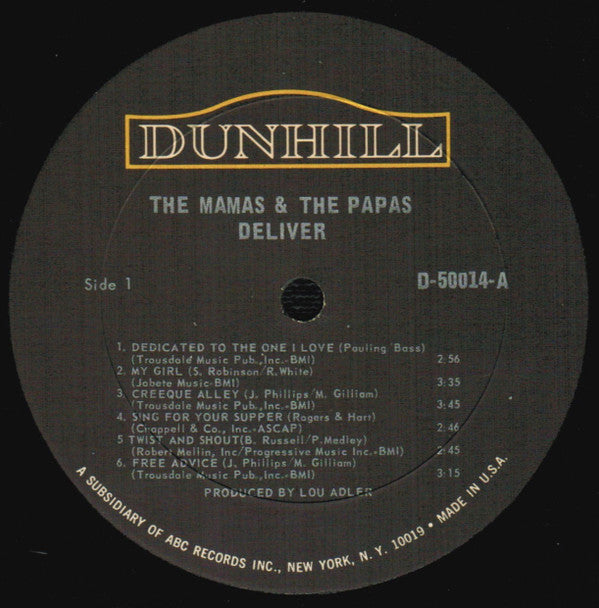 DUNHILL
THE MAMAS & THE PAPAS
DELIVER
Side 1
D-50014-A
1. DEDICATED TO THE ONE I LOVE (Pauling Bass)
(Trousdale Music Pub., Inc.-BMI) 2:56
2. MY GIRL (S. Robinson/R. White)
(Jobete Music-BMI) 3:35
3. CREEQUE ALLEY (J. Phillips/M. Gilliam)
(Trousdale Music Pub., Inc.-BMI) 3:45
4. SING FOR YOUR SUPPER (Rogers & Hart)
(Chappell & Co., Inc.-ASCAP) 2:46
5 TWIST AND SHOUT(B. Russell/P. Medley)
(Robert Mellin, Inc/Progressive Music Inc.-BMI) 2:45
6. FREE ADVICE (J. Phillips/M. Gilliam)
(Trousdale Music Pub., Inc.-BMI) 3:15
PRODUCED BY LOU ADLER
A SUBSIDIARY OF ABC RECORDS INC., NEW YORK, N. Y. 10019 • MADE IN U.S.A.